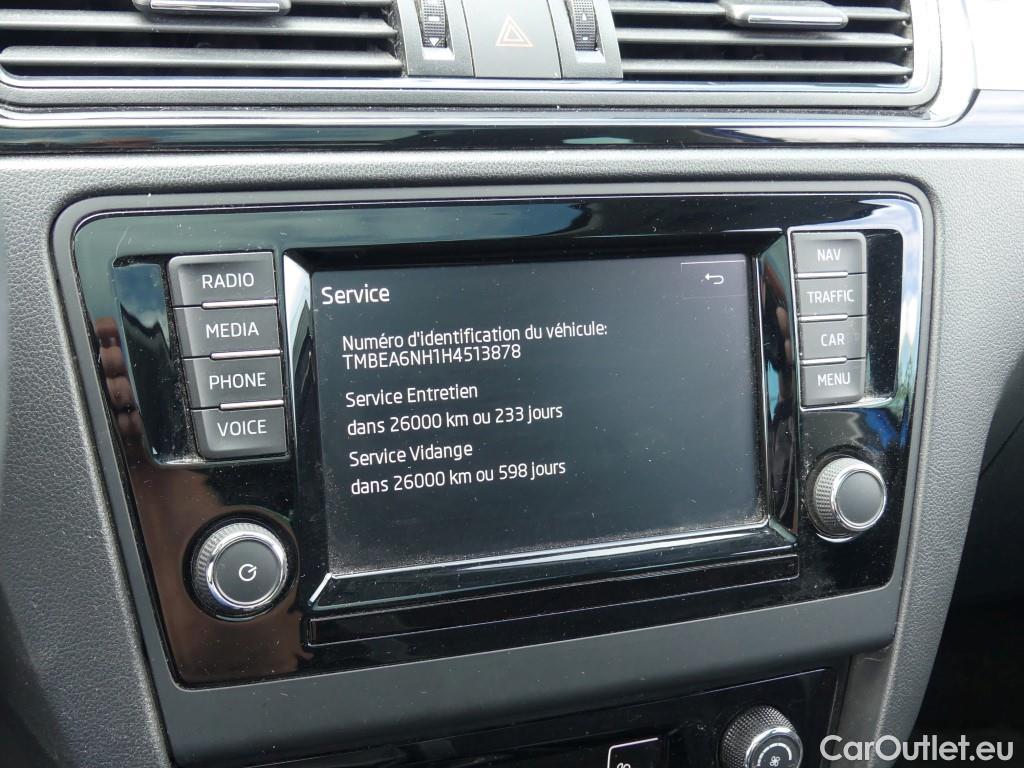 RADIO
MEDIA
PHONE
VOICE
Service
Numéro d'identification du véhicule:
TMBEA6NH1H4513878
Service Entretien
dans 26000 km ou 233 jours
Service Vidange
dans 26000 km ou 598 jours
NAV
TRAFFIC
CAR
MENU
CarOutlet.eu